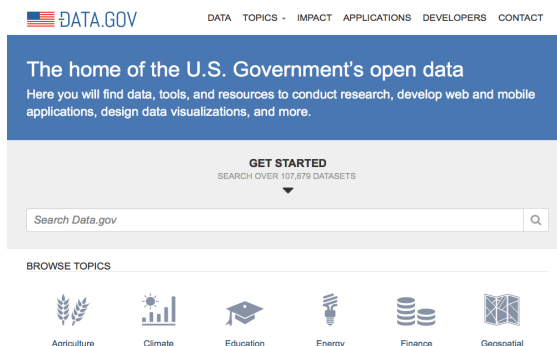 DATA.GOV
DATA TOPICS IMPACT APPLICATIONS DEVELOPERS CONTACT
The home of the U.S. Government's open data
Here you will find data, tools, and resources to conduct research, develop web and mobile
applications, design data visualizations, and more.
GET STARTED
SEARCH OVER 107,679 DATASETS
Search Data.gov
BROWSE TOPICS
Agriculture Climate Education Energy Finance Geospatial